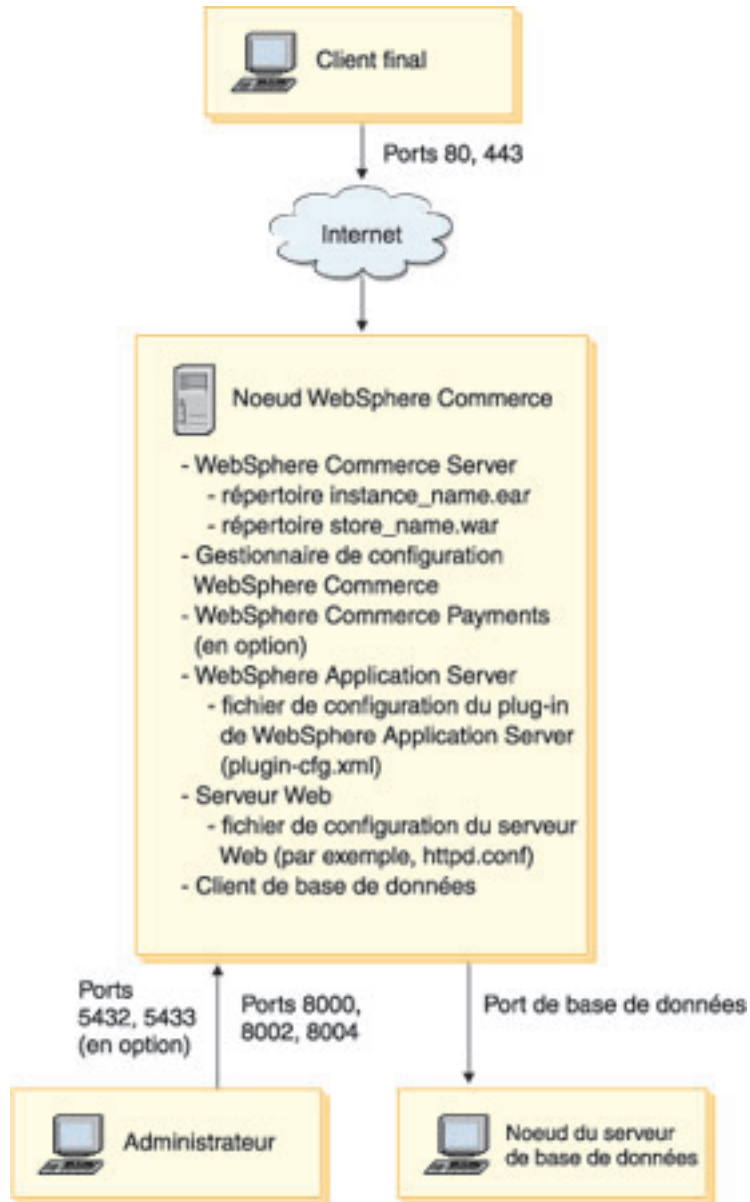 Client final
Ports 80, 443
Internet
Noeud WebSphere Commerce
- WebSphere Commerce Server
- répertoire instance_name.ear
- répertoire store_name.war
- Gestionnaire de configuration
WebSphere Commerce
- WebSphere Commerce Payments
(en option)
- WebSphere Application Server
- fichier de configuration du plug-in
de WebSphere Application Server
(plugin-cfg.xml)
- Serveur Web
- fichier de configuration du serveur
Web (par exemple, httpd.conf)
- Client de base de données
Ports
5432, 5433
(en option)
Ports 8000,
8002, 8004
Port de base de données
Administrateur
Noeud du serveur
de base de données